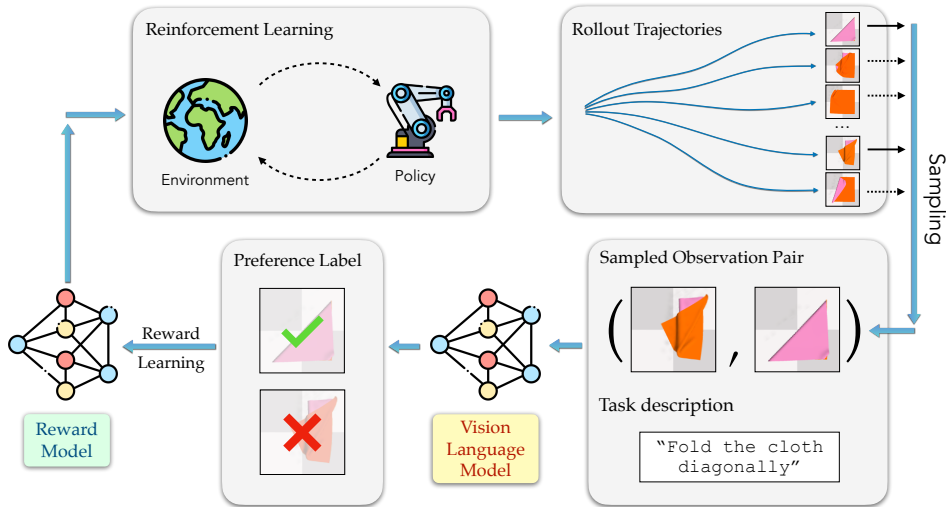 Reinforcement Learning
Environment
Policy
Rollout Trajectories
...
Sampling
Sampled Observation Pair
( , )
Task description
“Fold the cloth
diagonally”
Vision
Language
Model
Preference Label
Reward
Learning
Reward
Model